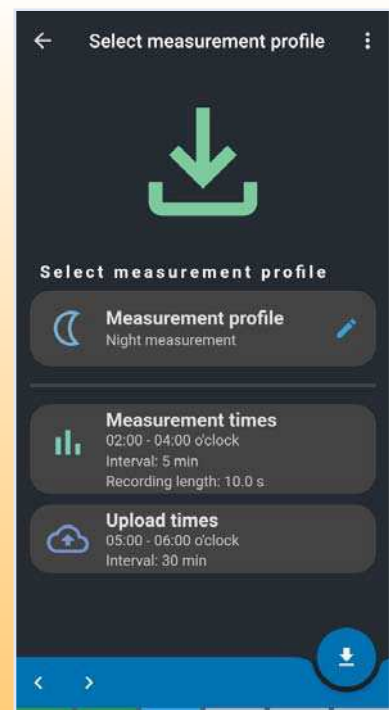 Select measurement profile
Select measurement profile
Measurement profile
Night measurement
Measurement times
02:00 - 04:00 o'clock
Interval: 5 min
Recording length: 10.0 s
Upload times
05:00 - 06:00 o'clock
Interval: 30 min